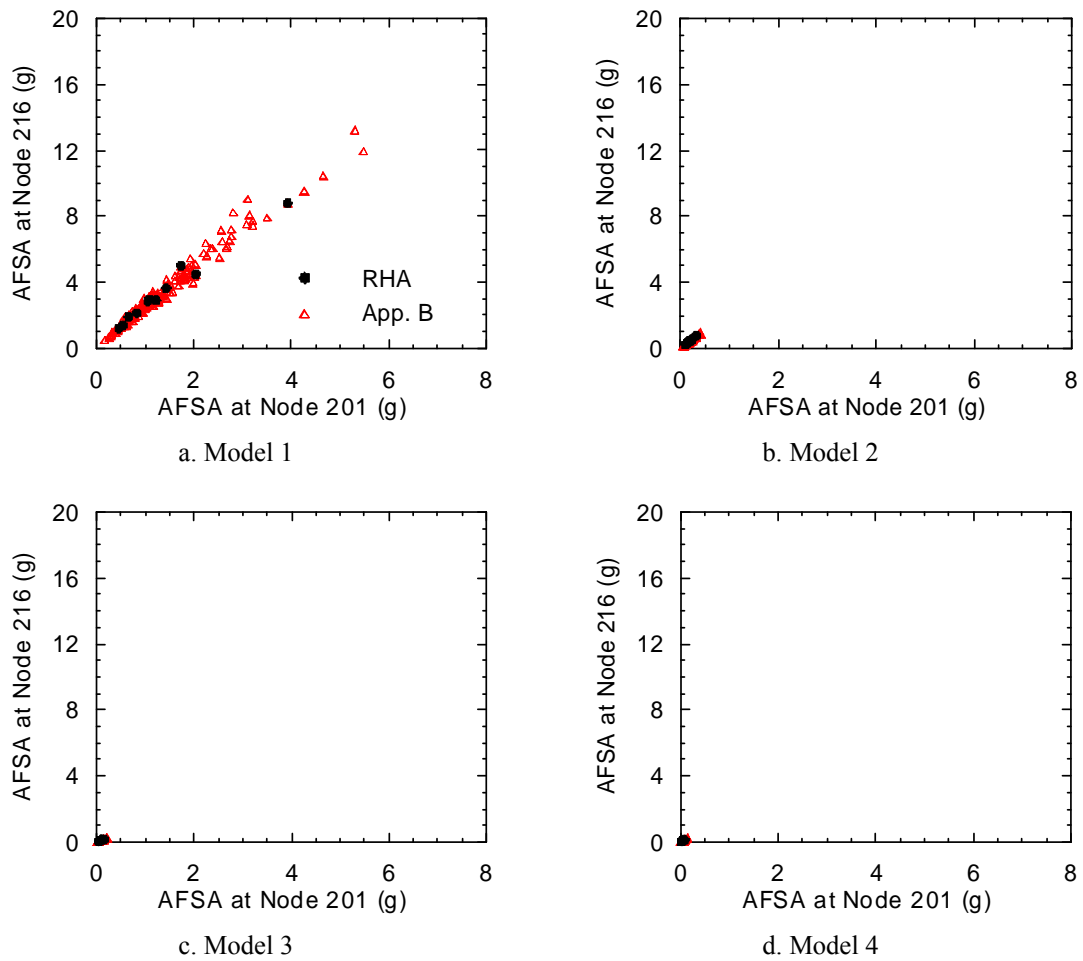 20
16
12
8
4
0
AFSA at Node 216 (g)
RHA
App. B
0 2 4 6 8
AFSA at Node 201 (g)
a. Model 1
20
16
12
8
4
0
AFSA at Node 216 (g)
0 2 4 6 8
AFSA at Node 201 (g)
b. Model 2
20
16
12
8
4
0
AFSA at Node 216 (g)
0 2 4 6 8
AFSA at Node 201 (g)
c. Model 3
20
16
12
8
4
0
AFSA at Node 216 (g)
0 2 4 6 8
AFSA at Node 201 (g)
d. Model 4